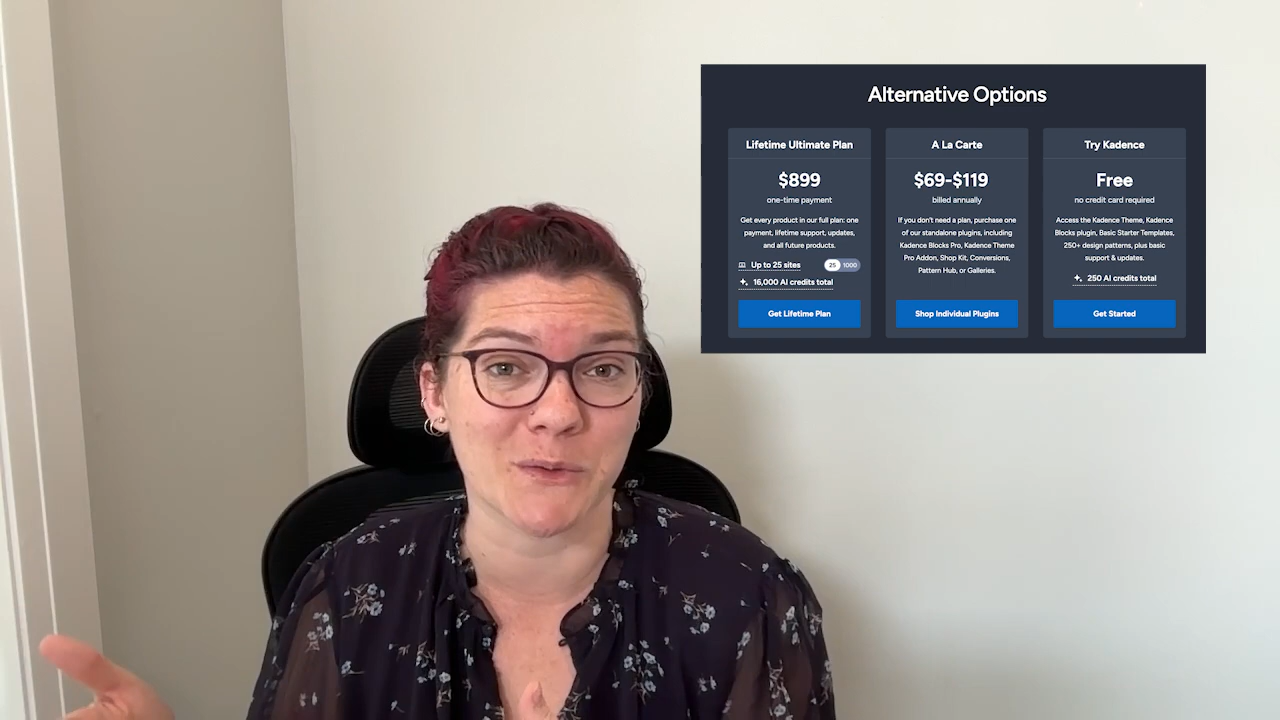 Alternative Options
Lifetime Ultimate Plan
$899
one-time payment
Get every product in our full plan: one
payment, lifetime support, updates,
and all future products.
Up to 25 sites
25 1000
16,000 AI credits total
Get Lifetime Plan
A La Carte
$69-$119
billed annually
If you don't need a plan, purchase one
of our standalone plugins, including
Kadence Blocks Pro, Kadence Theme
Pro Addon, Shop Kit, Conversions,
Pattern Hub, or Galleries.
Shop Individual Plugins
Try Kadence
Free
no credit card required
Access the Kadence Theme, Kadence
Blocks plugin, Basic Starter Templates,
250+ design patterns, plus basic
support & updates.
250 AI credits total
Get Started